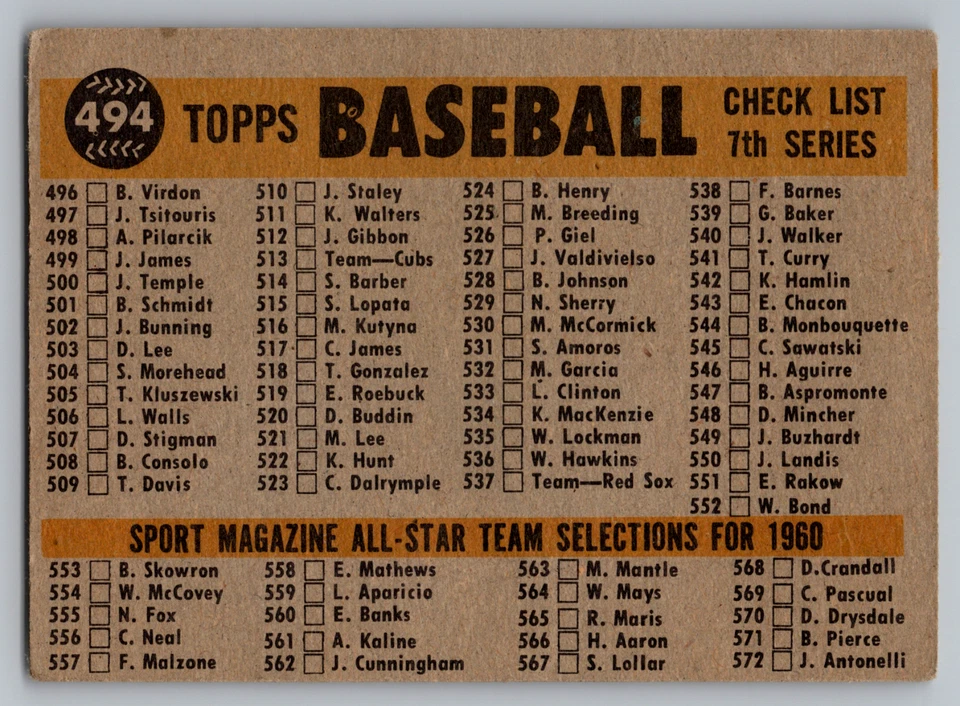 494 TOPPS BASEBALL CHECK LIST
7th SERIES
496 B. Virdon
497 J. Tsitouris
498 A. Pilarcik
499 J. James
500 J. Temple
501 B. Schmidt
502 J. Bunning
503 D. Lee
504 S. Morehead
505 T. Kluszewski
506 L. Walls
507 D. Stigman
508 B. Consolo
509 T. Davis
510 J. Staley
511 K. Walters
512 J. Gibbon
513 Team—Cubs
514 S. Barber
515 S. Lopata
516 M. Kutyna
517 C. James
518 T. Gonzalez
519 E. Roebuck
520 D. Buddin
521 M. Lee
522 K. Hunt
523 C. Dalrymple
524 B. Henry
525 M. Breeding
526 P. Giel
527 J. Valdivielso
528 B. Johnson
529 N. Sherry
530 M. McCormick
531 S. Amoros
532 M. Garcia
533 L. Clinton
534 K. MacKenzie
535 W. Lockman
536 W. Hawkins
537 Team—Red Sox
538 F. Barnes
539 G. Baker
540 J. Walker
541 T. Curry
542 K. Hamlin
543 E. Chacon
544 B. Monbouquette
545 C. Sawatski
546 H. Aguirre
547 B. Aspromonte
548 D. Mincher
549 J. Buzhardt
550 J. Landis
551 E. Rakow
552 W. Bond
SPORT MAGAZINE ALL-STAR TEAM SELECTIONS FOR 1960
553 B. Skowron
554 W. McCovey
555 N. Fox
556 C. Neal
557 F. Malzone
558 E. Mathews
559 L. Aparicio
560 E. Banks
561 A. Kaline
562 J. Cunningham
563 M. Mantle
564 W. Mays
565 R. Maris
566 H. Aaron
567 S. Lollar
568 D.Crandall
569 C. Pascual
570 D. Drysdale
571 B. Pierce
572 J. Antonelli